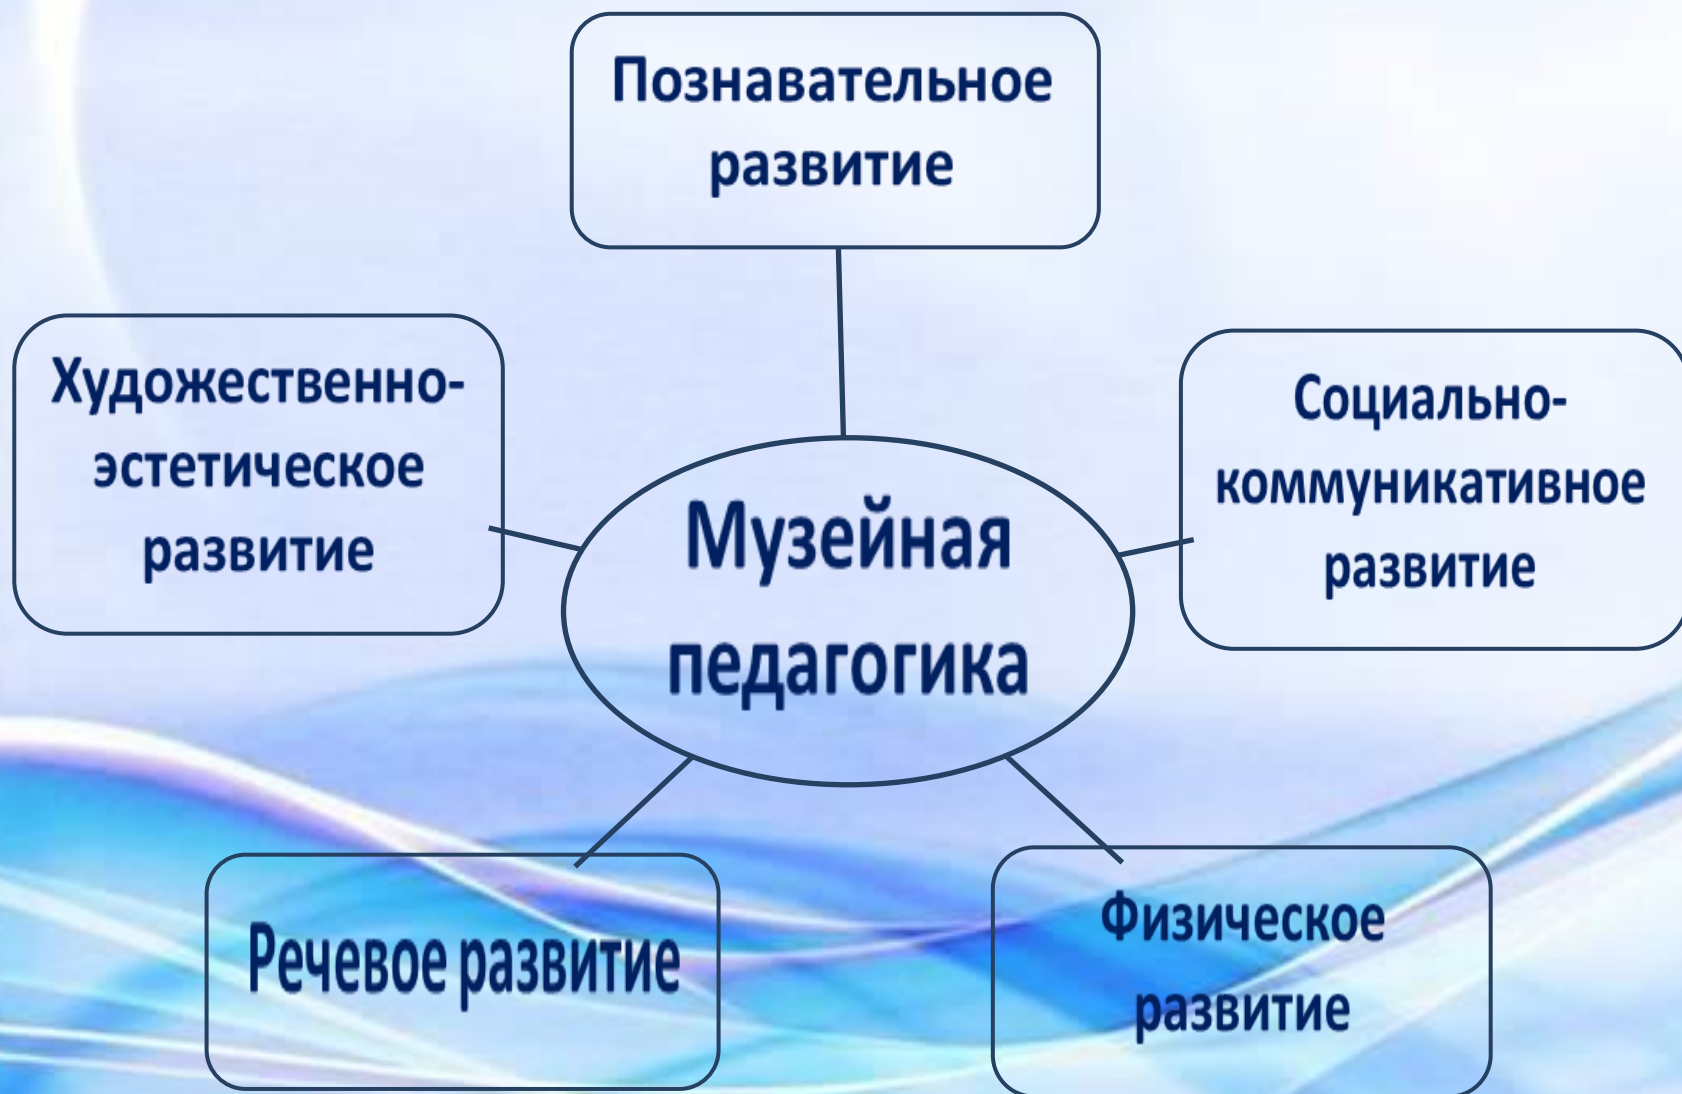 Познавательное
развитие
Художественно-
эстетическое
развитие
Социально-
коммуникативное
развитие
Музейная
педагогика
Речевое развитие
Физическое
развитие